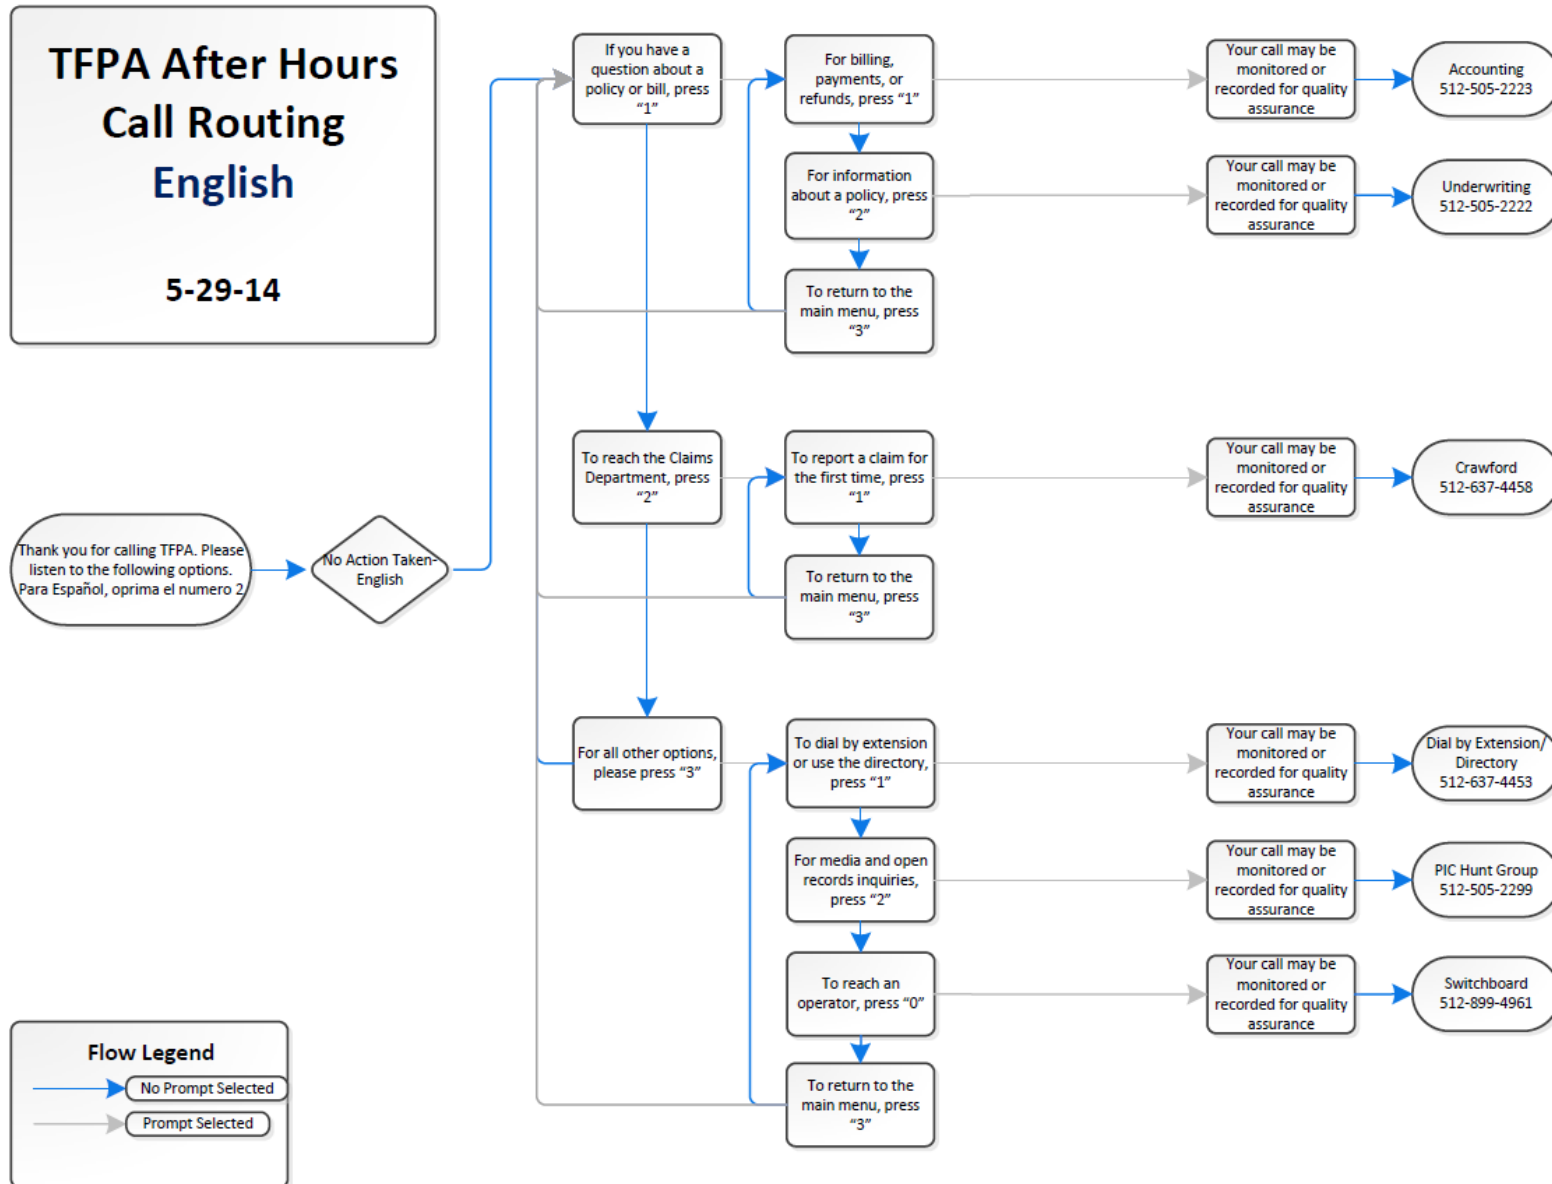 TFPA After Hours
Call Routing
English
5-29-14
If you have a
question about a
policy or bill, press
“1”
For billing,
payments, or
refunds, press “1”
Your call may be
monitored or
recorded for quality
assurance
Accounting
512-505-2223
For information
about a policy, press
“2”
Your call may be
monitored or
recorded for quality
assurance
Underwriting
512-505-2222
To return to the
main menu, press
“3”
To reach the Claims
Department, press
“2”
To report a claim for
the first time, press
“1”
Your call may be
monitored or
recorded for quality
assurance
Crawford
512-637-4458
Thank you for calling TFPA. Please
listen to the following options.
Para Español, oprima el numero 2
No Action Taken-
English
To return to the
main menu, press
“3”
For all other options,
please press “3”
To dial by extension
or use the directory,
press “1”
Your call may be
monitored or
recorded for quality
assurance
Dial by Extension/
Directory
512-637-4453
For media and open
records inquiries,
press “2”
Your call may be
monitored or
recorded for quality
assurance
PIC Hunt Group
512-505-2299
To reach an
operator, press “0”
Your call may be
monitored or
recorded for quality
assurance
Switchboard
512-899-4961
To return to the
main menu, press
“3”
Flow Legend
No Prompt Selected
Prompt Selected